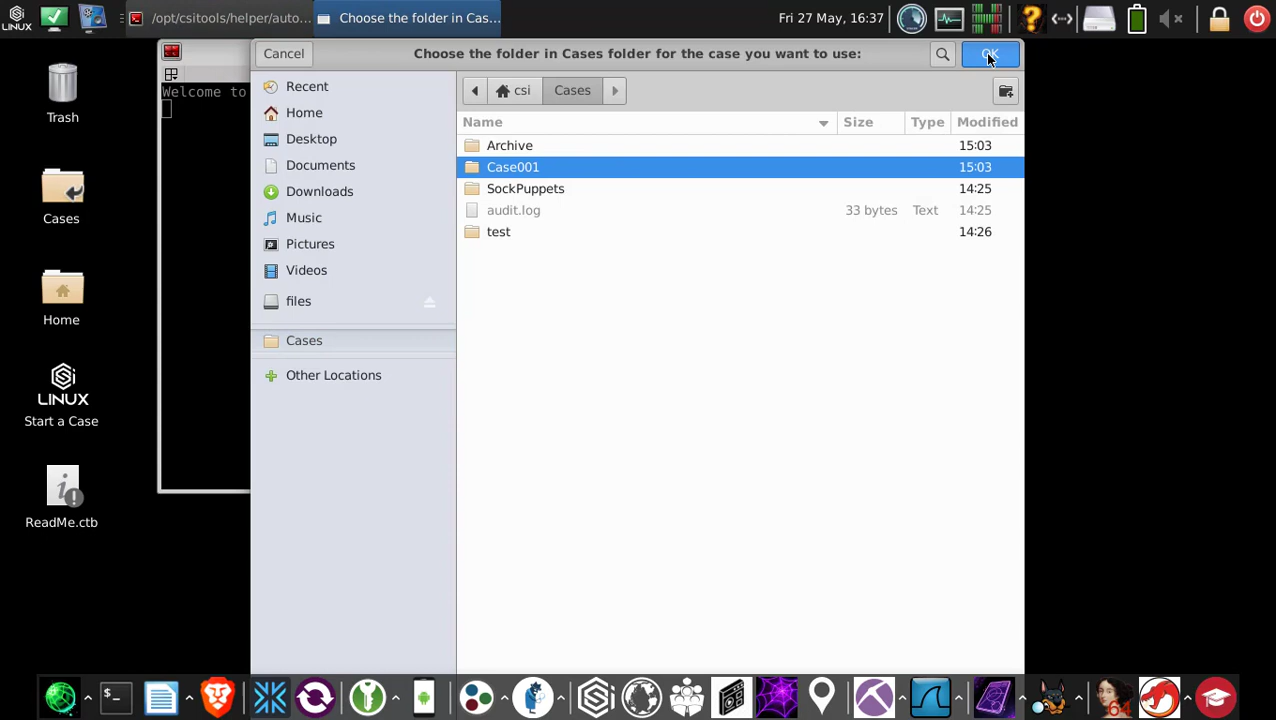 LINUX
/opt/csitools/helper/auto...
Choose the folder in Cas...
Fri 27 May, 16:37
Cancel
Choose the folder in Cases folder for the case you want to use:
OK
Welcome to
Recent
Home
Desktop
Documents
Downloads
Music
Pictures
Videos
files
Cases
Other Locations
csi
Cases
Name Size Type Modified
Archive 15:03
Case001 15:03
SockPuppets 14:25
audit.log 33 bytes Text 14:25
test 14:26
Trash
Cases
Home
LINUX
Start a Case
ReadMe.ctb
64